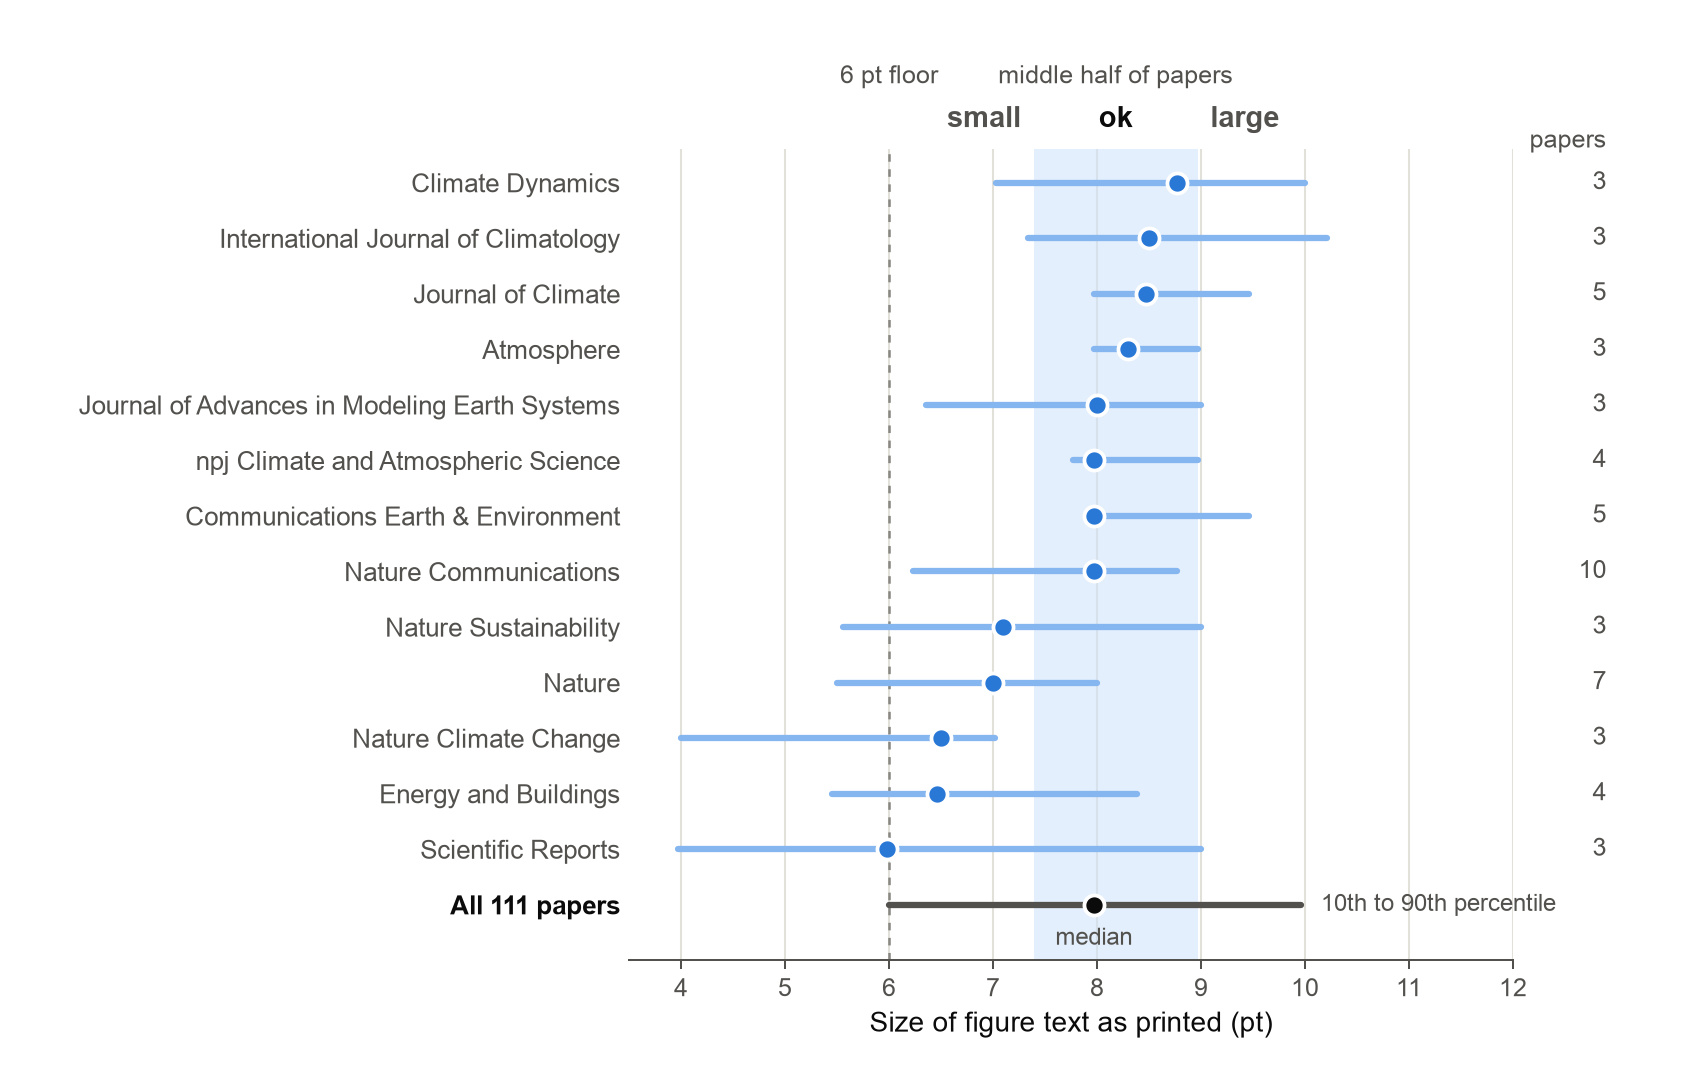 6 pt floor middle half of papers
small ok large
papers
Climate Dynamics 3
International Journal of Climatology 3
Journal of Climate 5
Atmosphere 3
Journal of Advances in Modeling Earth Systems 3
npj Climate and Atmospheric Science 4
Communications Earth & Environment 5
Nature Communications 10
Nature Sustainability 3
Nature 7
Nature Climate Change 3
Energy and Buildings 4
Scientific Reports 3
All 111 papers 10th to 90th percentile
median
4 5 6 7 8 9 10 11 12
Size of figure text as printed (pt)